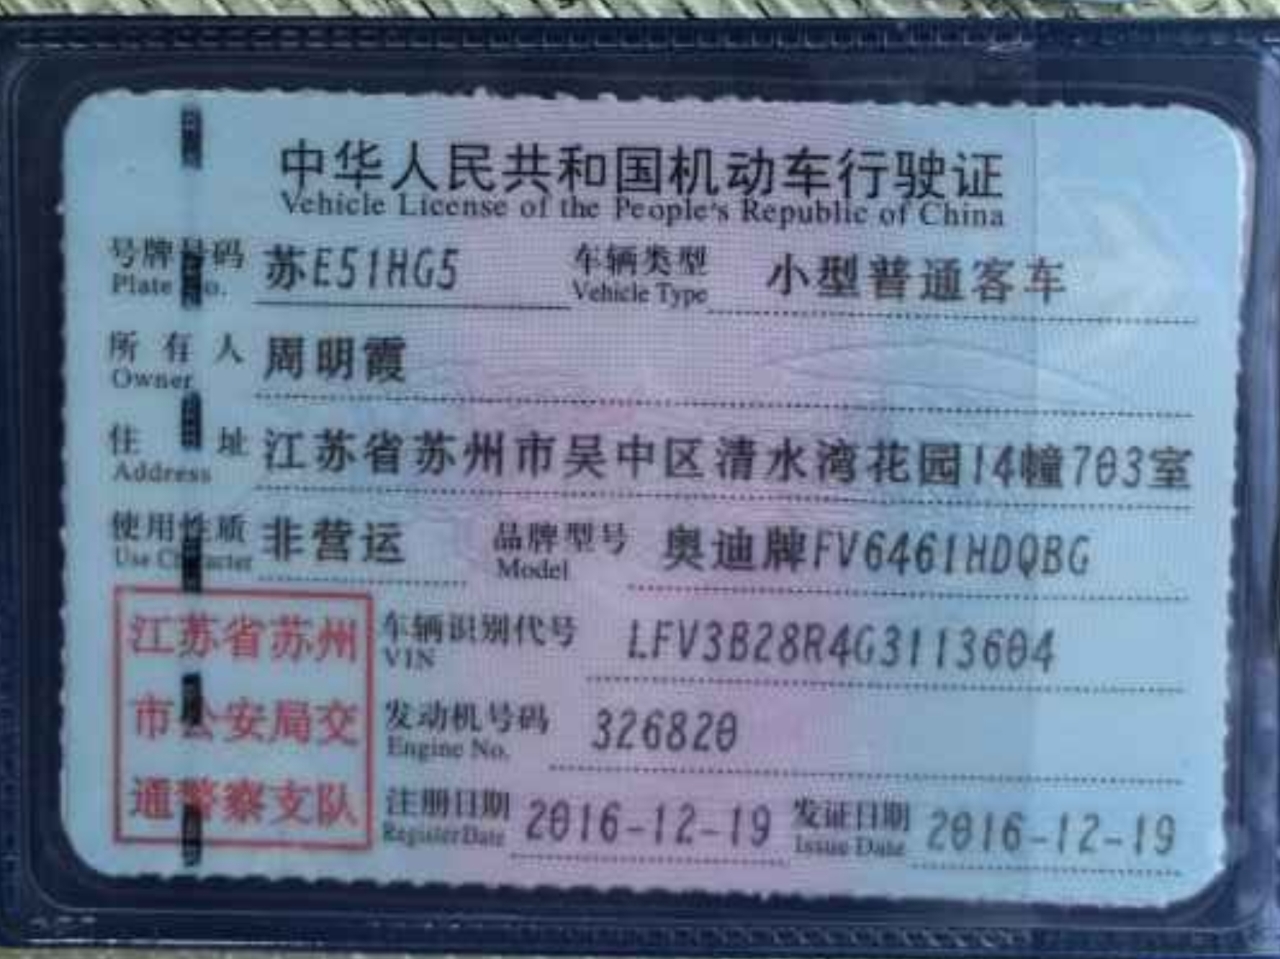 中华人民共和国机动车行驶证
Vehicle License of the People's Republic of China
号牌号码 苏E51HG5 车辆类型 小型普通客车
Plate No. Vehicle Type
所有人 周明霞
Owner
住址 江苏省苏州市吴中区清水湾花园14幢703室
Address
使用性质 非营运 品牌型号 奥迪牌FV6461HDQBG
Use Character Model
江苏省苏州
市公安局交
通警察支队
车辆识别代号 LFV3B28R4G3113604
VIN
发动机号码 326820
Engine No.
注册日期 2016-12-19 发证日期 2016-12-19
Register Date Issue Date